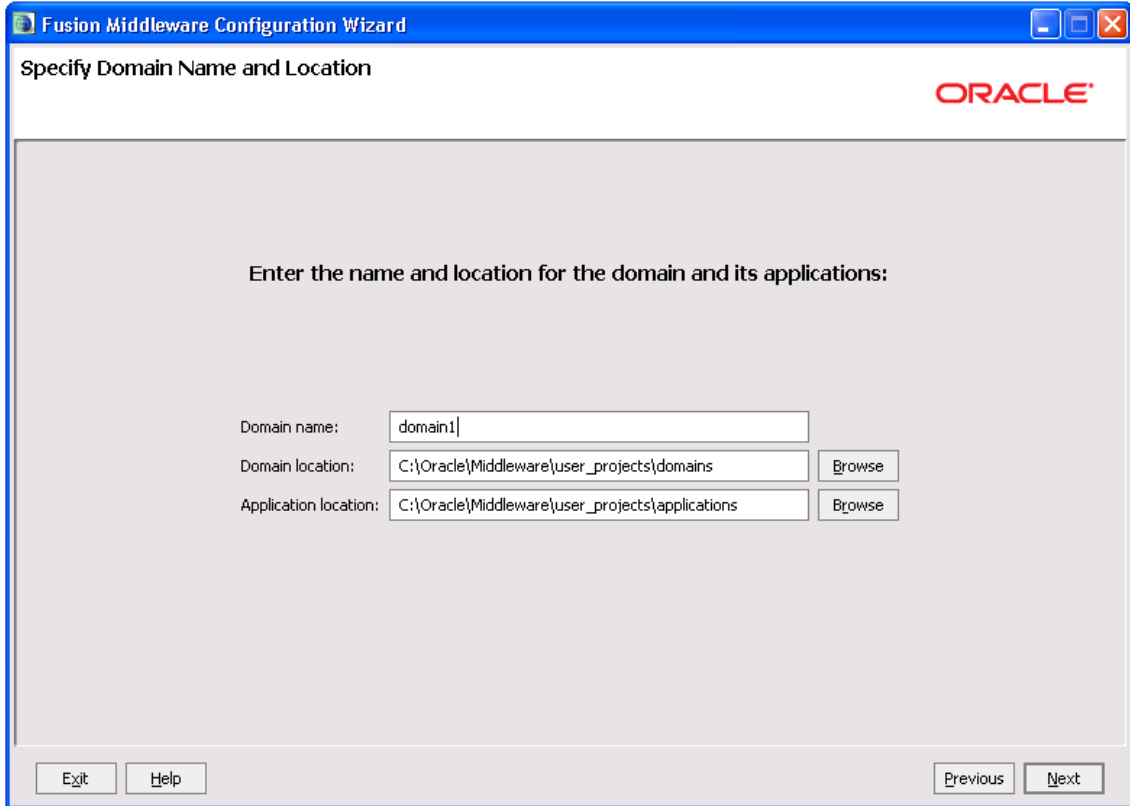 Fusion Middleware Configuration Wizard
Specify Domain Name and Location
ORACLE
Enter the name and location for the domain and its applications:
Domain name: domain1
Domain location: C:\Oracle\Middleware\user_projects\domains Browse
Application location: C:\Oracle\Middleware\user_projects\applications Browse
Exit Help Previous Next